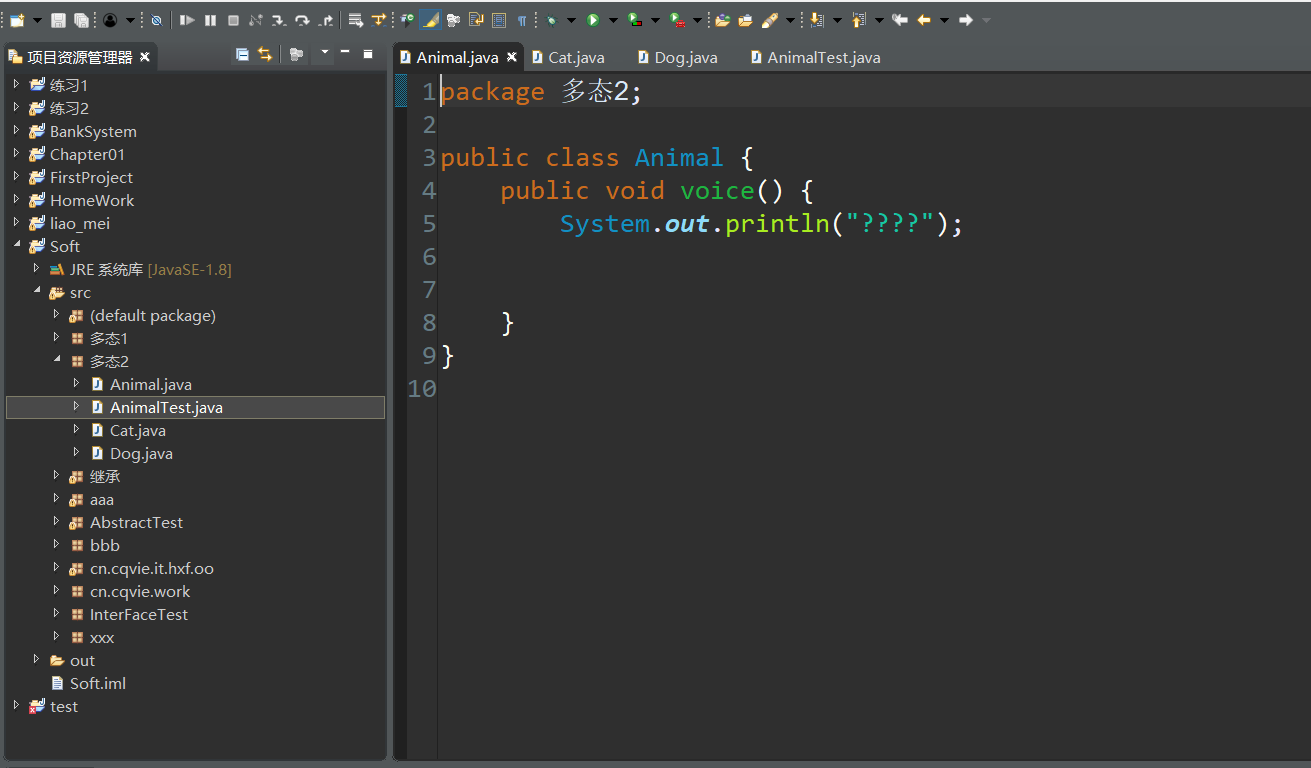 项目资源管理器
练习1
练习2
BankSystem
Chapter01
FirstProject
HomeWork
liao_mei
Soft
JRE 系统库 [JavaSE-1.8]
src
(default package)
多态1
多态2
Animal.java
AnimalTest.java
Cat.java
Dog.java
继承
aaa
AbstractTest
bbb
cn.cqvie.it.hxf.oo
cn.cqvie.work
InterFaceTest
xxx
out
Soft.iml
test
Animal.java Cat.java Dog.java AnimalTest.java
1 package 多态2;
2
3 public class Animal {
4 public void voice() {
5 System.out.println("????");
6
7
8 }
9 }
10